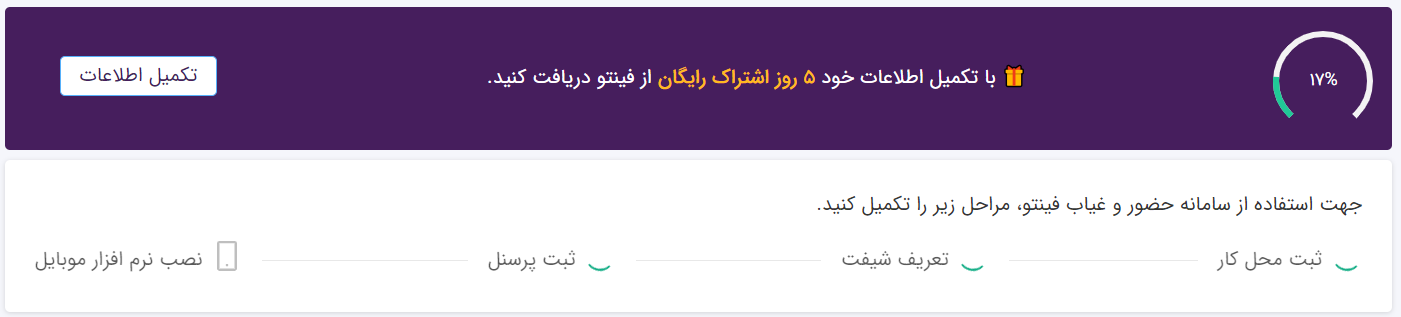 ۱۷%
با تکمیل اطلاعات خود ۵ روز اشتراک رایگان از فینتو دریافت کنید.
تکمیل اطلاعات
جهت استفاده از سامانه حضور و غیاب فینتو، مراحل زیر را تکمیل کنید.
ثبت محل کار
تعریف شیفت
ثبت پرسنل
نصب نرم افزار موبایل